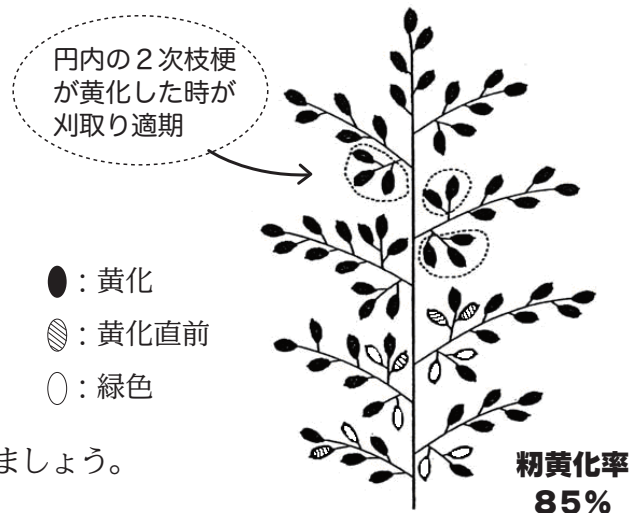 円内の２次枝梗
が黄化した時が
刈取り適期
：黄化
：黄化直前
：緑色
ましょう。
籾黄化率
85%